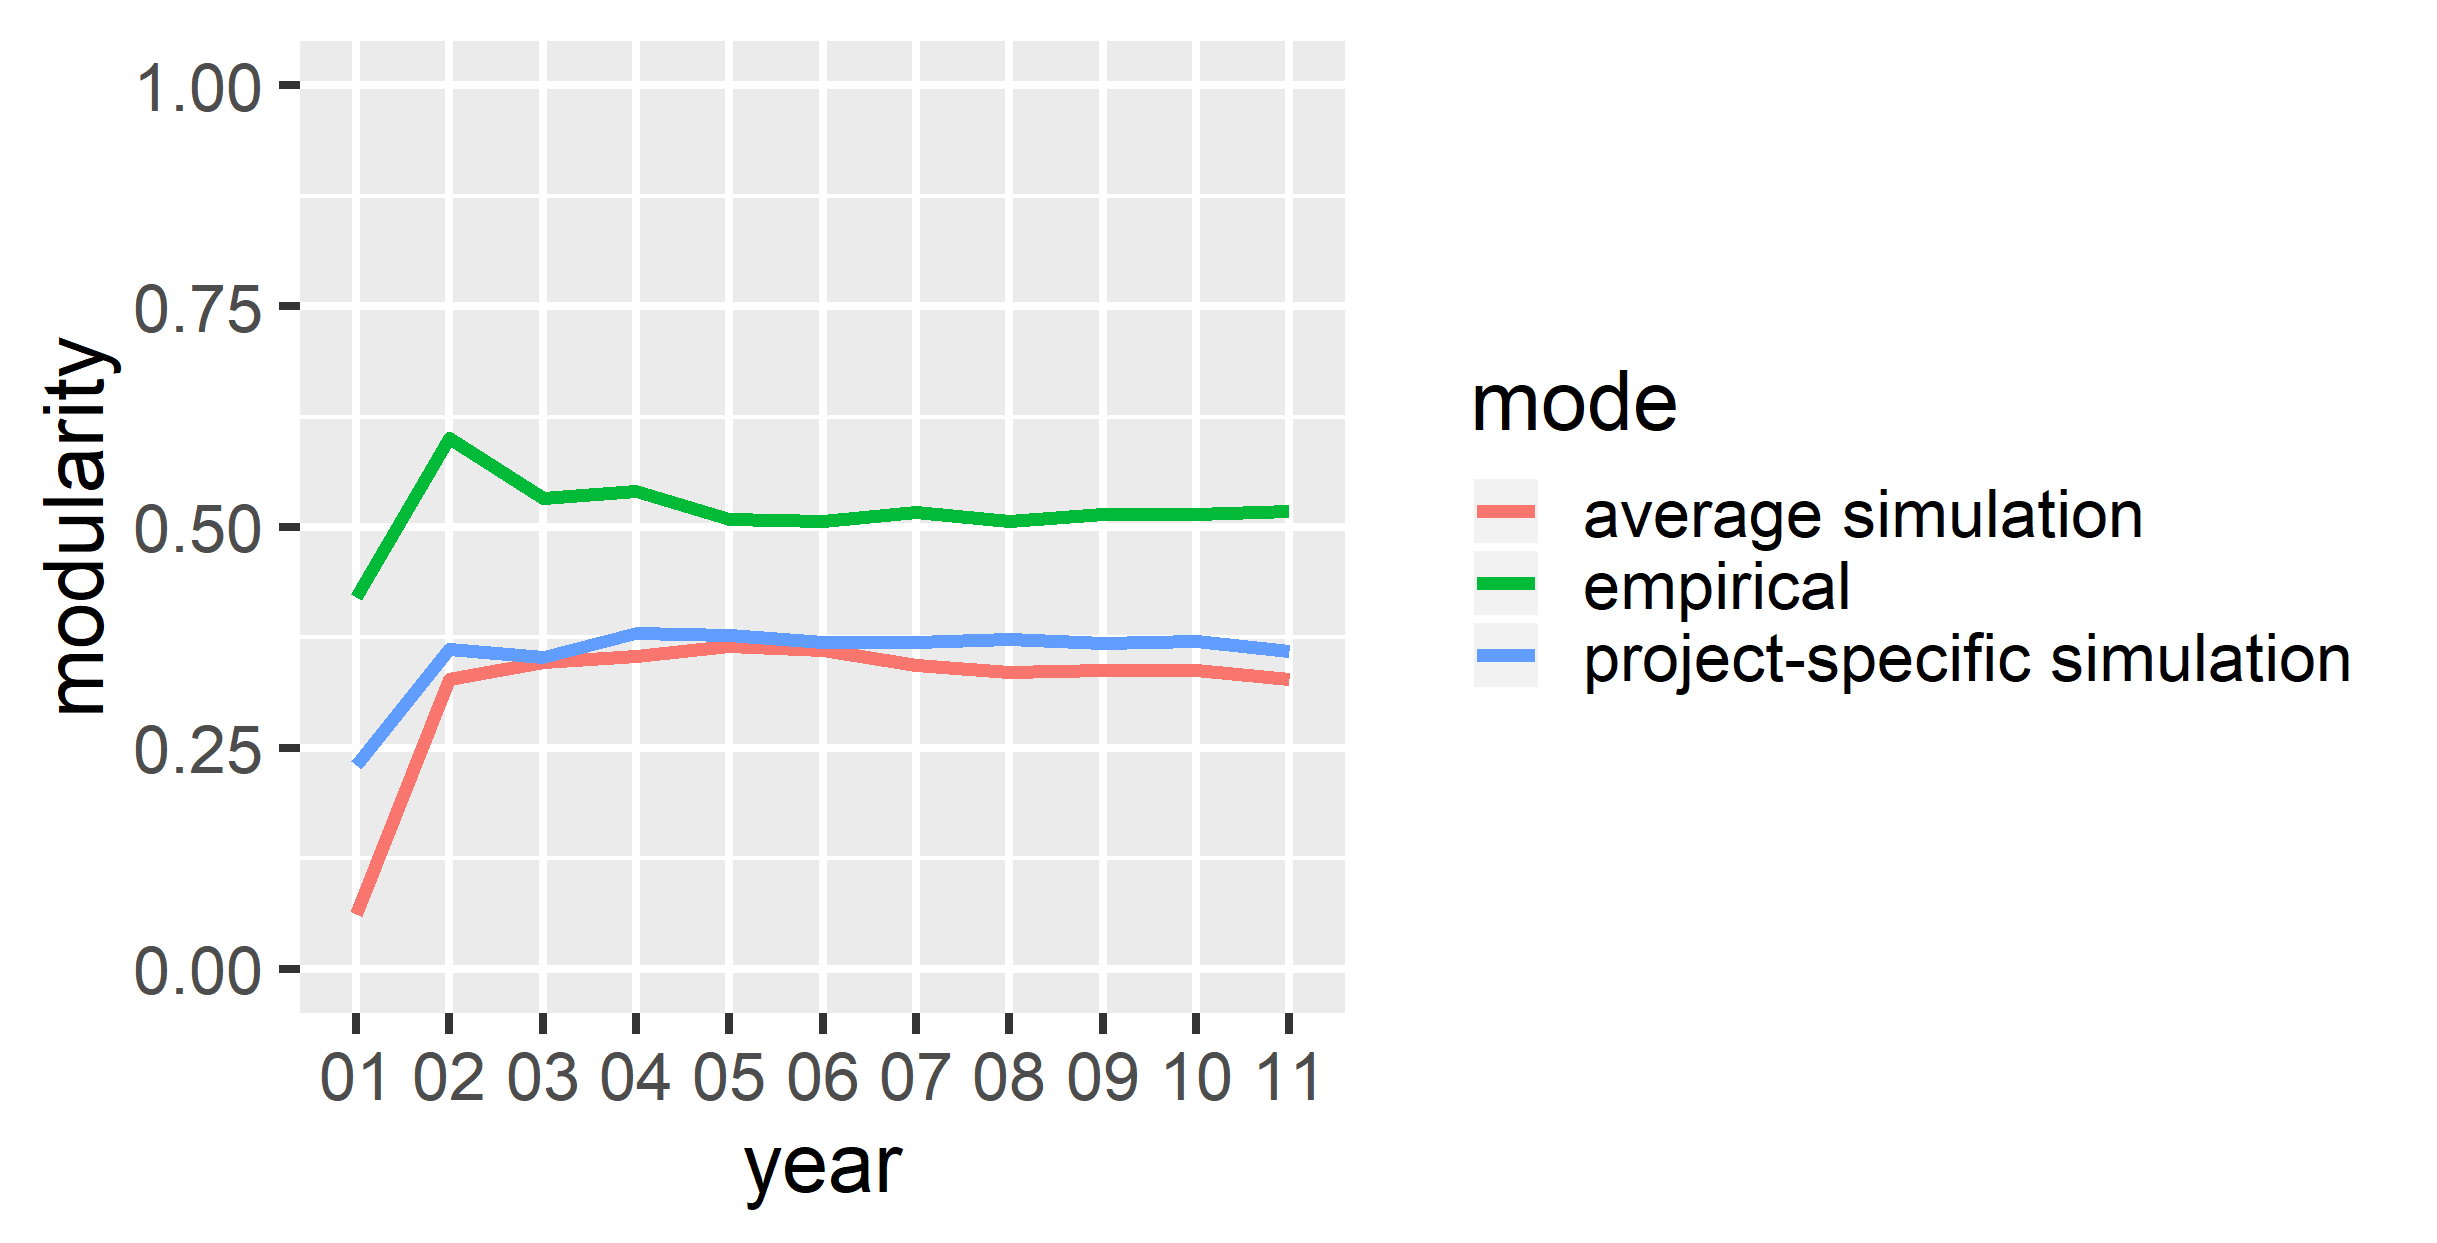 1.00
0.75
0.50
0.25
0.00
modularity
01 02 03 04 05 06 07 08 09 10 11
year
mode
average simulation
empirical
project-specific simulation